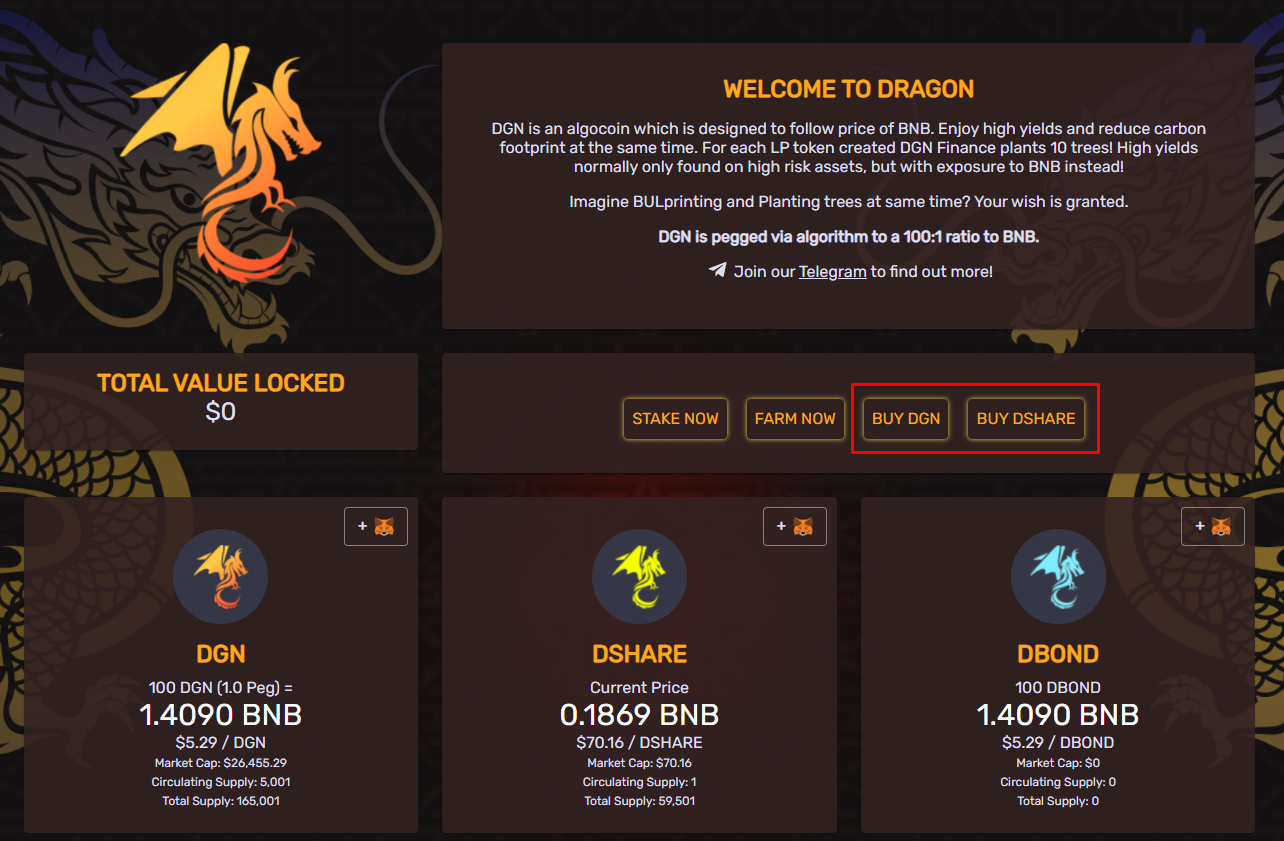 WELCOME TO DRAGON
DGN is an algocoin which is designed to follow price of BNB. Enjoy high yields and reduce carbon
footprint at the same time. For each LP token created DGN Finance plants 10 trees! High yields
normally only found on high risk assets, but with exposure to BNB instead!
Imagine BULprinting and Planting trees at same time? Your wish is granted.
DGN is pegged via algorithm to a 100:1 ratio to BNB.
Join our Telegram to find out more!
TOTAL VALUE LOCKED
$0
STAKE NOW
FARM NOW
BUY DGN
BUY DSHARE
+
DGN
100 DGN (1.0 Peg) =
1.4090 BNB
$5.29 / DGN
Market Cap: $26,455.29
Circulating Supply: 5,001
Total Supply: 165,001
+
DSHARE
Current Price
0.1869 BNB
$70.16 / DSHARE
Market Cap: $70.16
Circulating Supply: 1
Total Supply: 59,501
+
DBOND
100 DBOND
1.4090 BNB
$5.29 / DBOND
Market Cap: $0
Circulating Supply: 0
Total Supply: 0